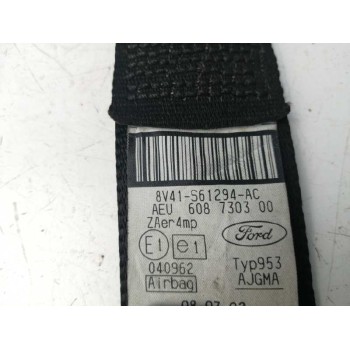 8V41-S61294-AC
AEU 608 7303 00
ZAer4mp
E1 e1 Ford
040962 Typ953
Airbag AJGMA